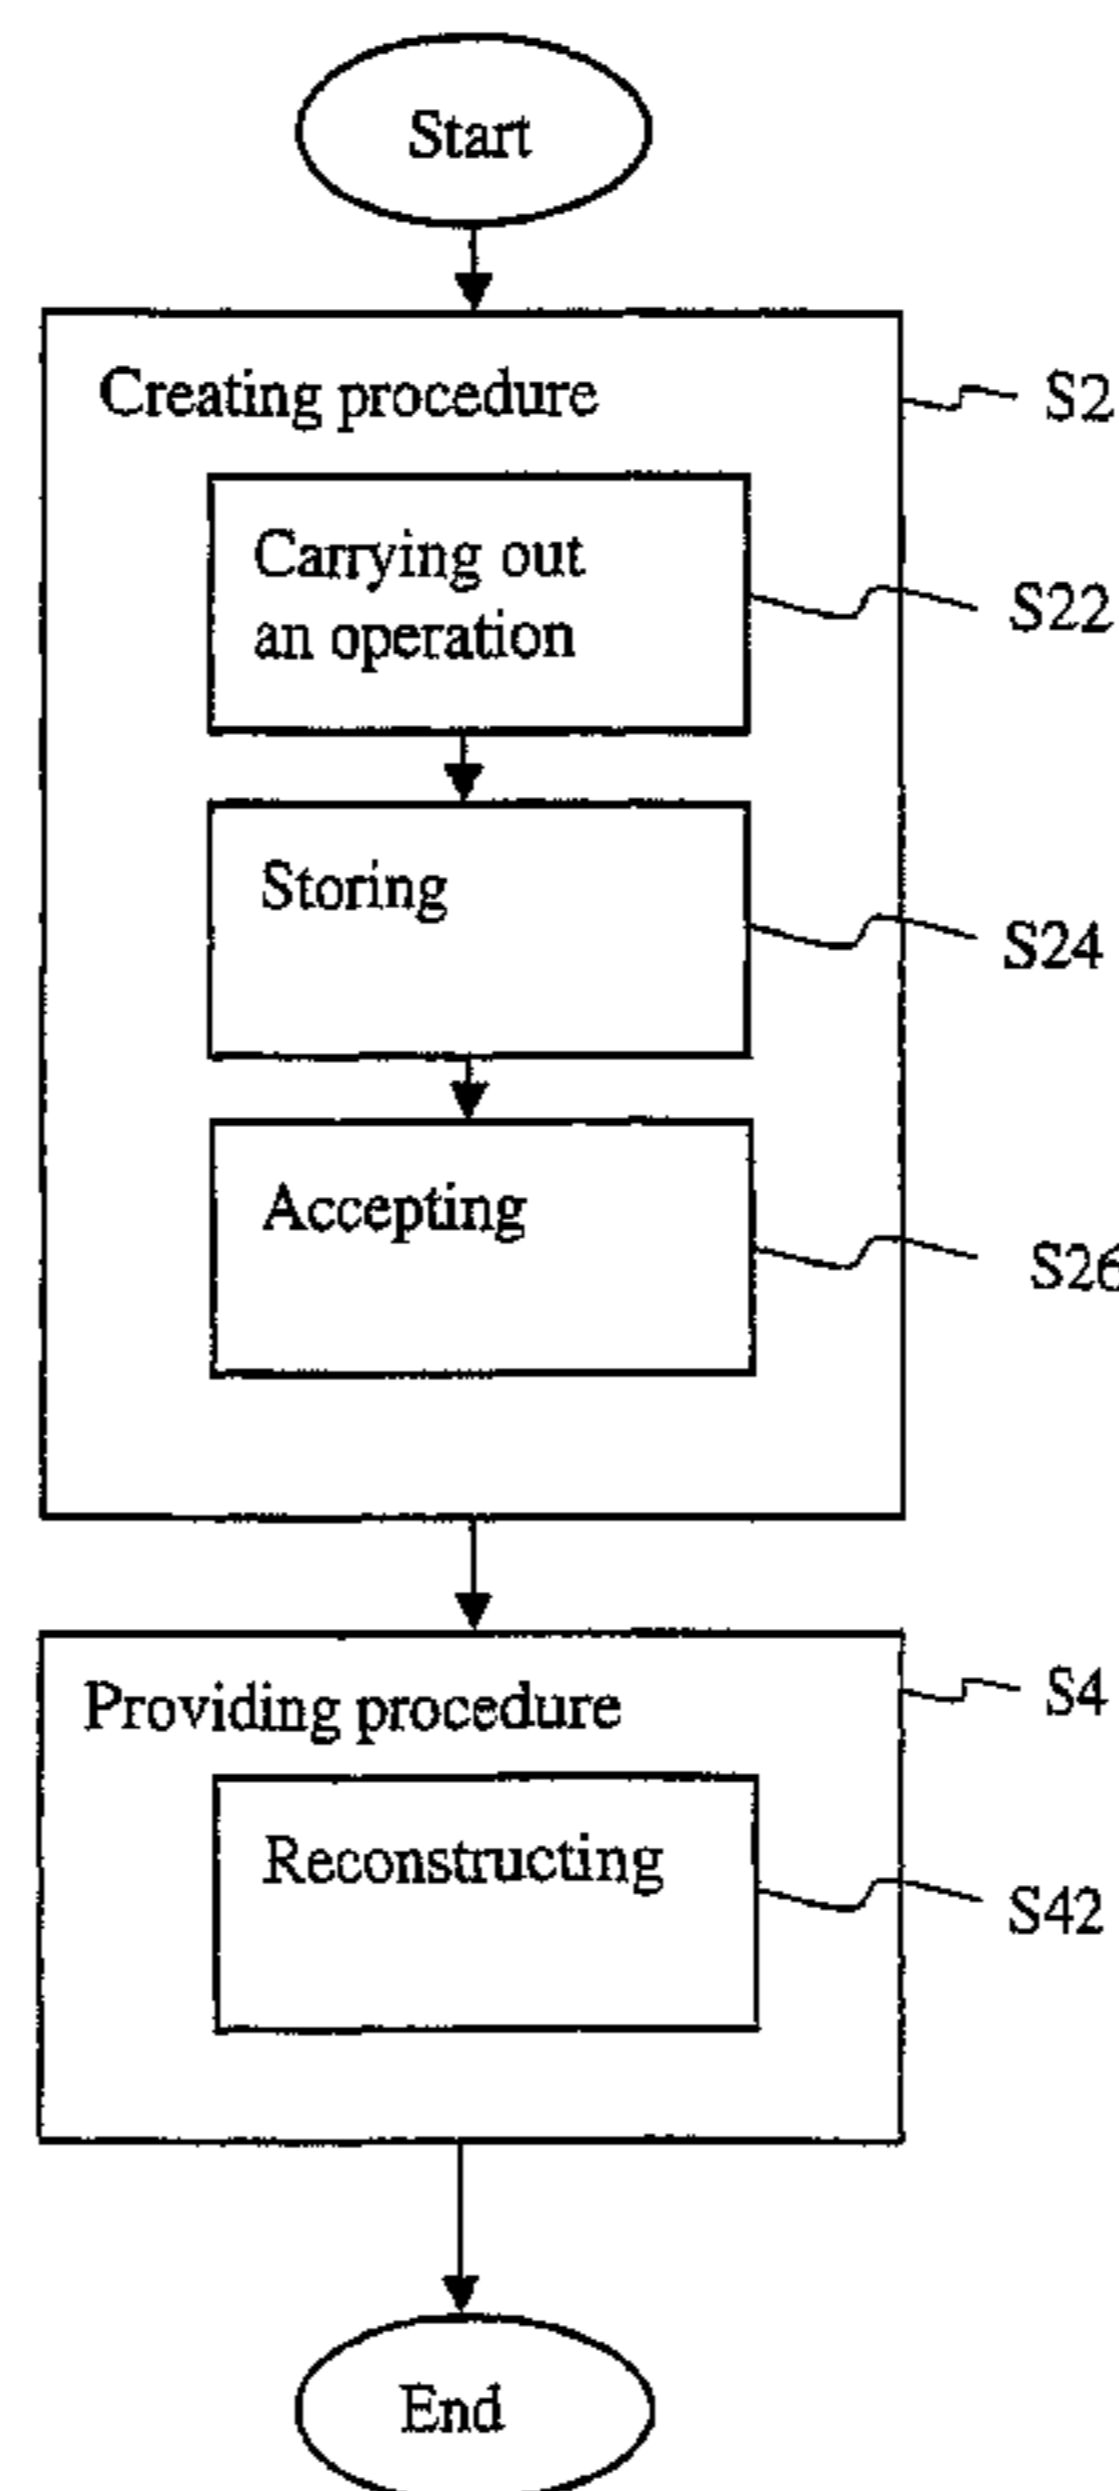 Start
Creating procedure
S2
Carrying out
an operation
S22
Storing
S24
Accepting
S26
Providing procedure
S4
Reconstructing
S42
End